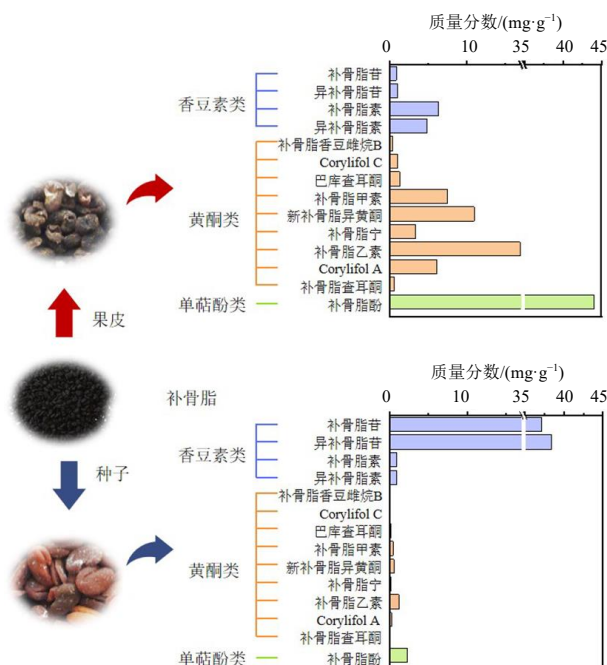 质量分数/(mg·g⁻¹)
0 10 35 40 45
香豆素类
补骨脂苷
异补骨脂苷
补骨脂素
异补骨脂素
黄酮类
补骨脂香豆雌烷B
Corylifol C
巴库查耳酮
补骨脂甲素
新补骨脂异黄酮
补骨脂宁
补骨脂乙素
Corylifol A
补骨脂查耳酮
单萜酚类
补骨脂酚
果皮
补骨脂
种子
质量分数/(mg·g⁻¹)
0 10 35 40 45
香豆素类
补骨脂苷
异补骨脂苷
补骨脂素
异补骨脂素
黄酮类
补骨脂香豆雌烷B
Corylifol C
巴库查耳酮
补骨脂甲素
新补骨脂异黄酮
补骨脂宁
补骨脂乙素
Corylifol A
补骨脂查耳酮
单萜酚类
补骨脂酚